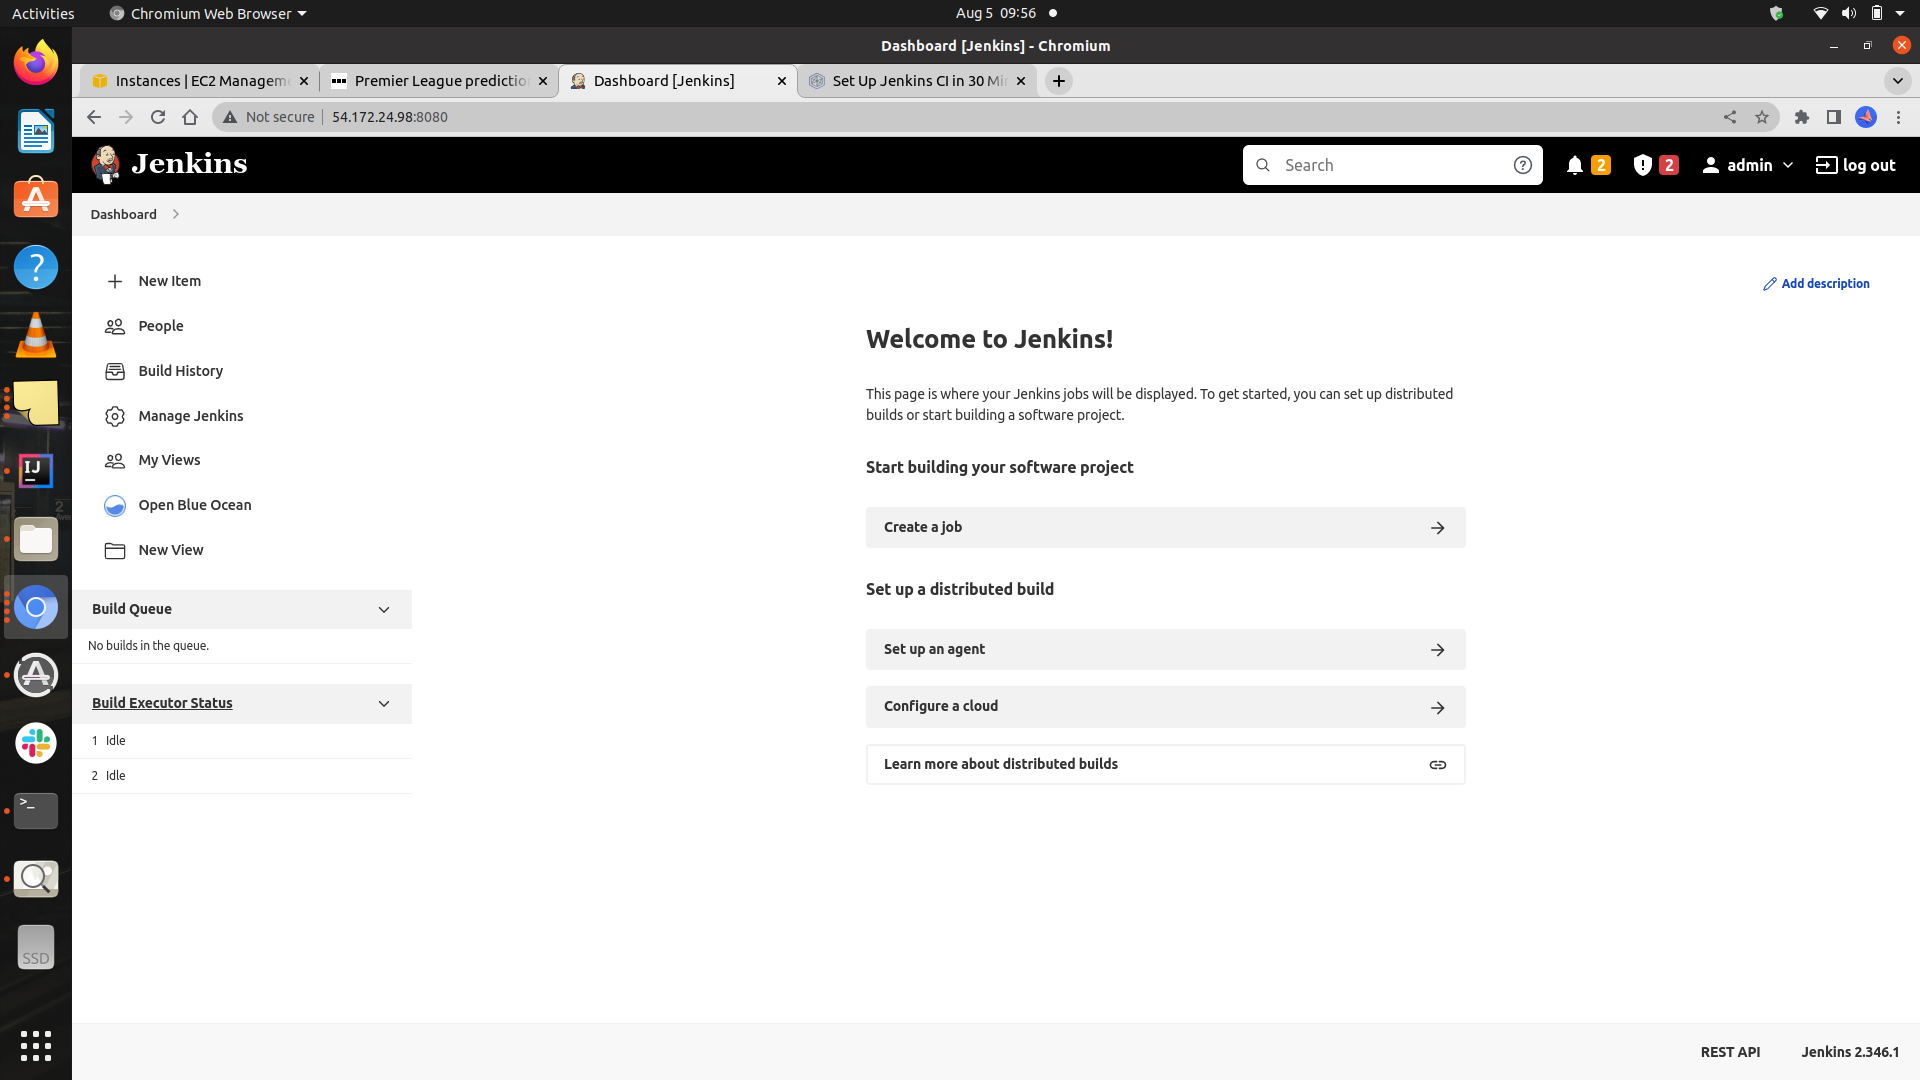 Activities
Chromium Web Browser
Aug 5 09:56
Dashboard [Jenkins] - Chromium
Instances | EC2 Managem
Premier League predictio
Dashboard [Jenkins]
Set Up Jenkins CI in 30 Mi
Not secure
54.172.24.98:8080
Jenkins
Search
2
2
admin
log out
Dashboard
New Item
Add description
People
Build History
Manage Jenkins
My Views
Open Blue Ocean
New View
Build Queue
No builds in the queue.
Build Executor Status
1 Idle
2 Idle
Welcome to Jenkins!
This page is where your Jenkins jobs will be displayed. To get started, you can set up distributed
builds or start building a software project.
Start building your software project
Create a job
Set up a distributed build
Set up an agent
Configure a cloud
Learn more about distributed builds
IJ
>_
SSD
REST API
Jenkins 2.346.1